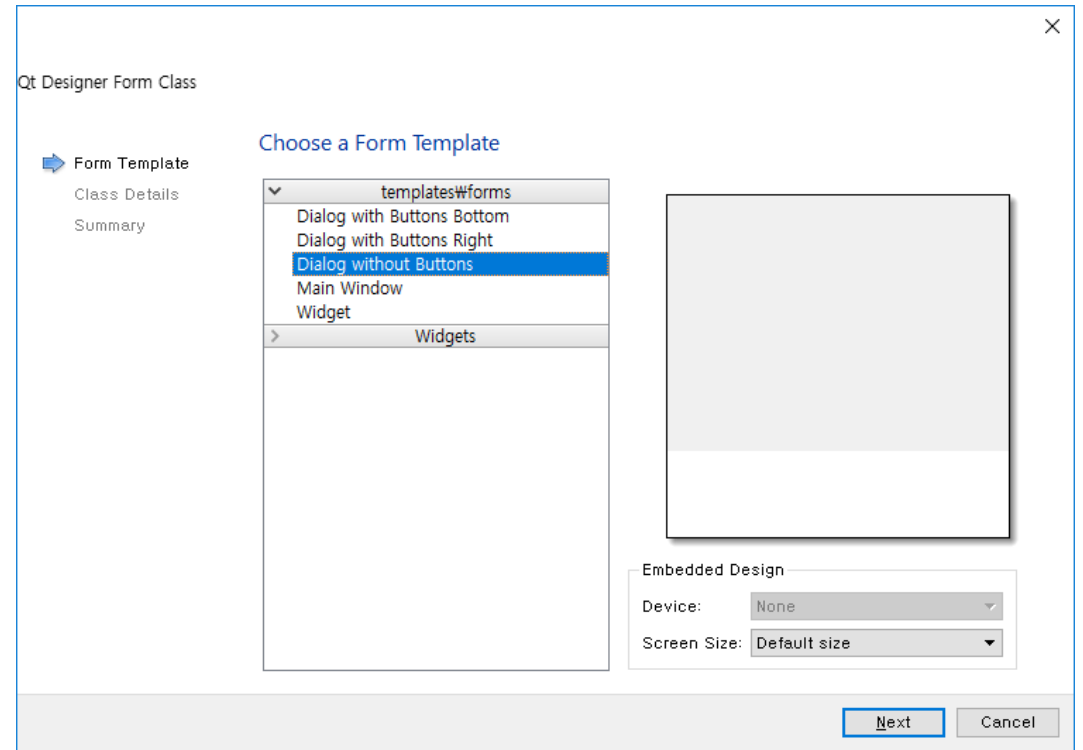 Qt Designer Form Class
Form Template
Class Details
Summary
Choose a Form Template
templates₩forms
Dialog with Buttons Bottom
Dialog with Buttons Right
Dialog without Buttons
Main Window
Widget
Widgets
Embedded Design
Device: None
Screen Size: Default size
Next Cancel